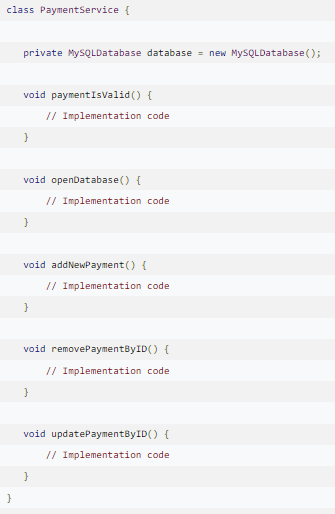 class PaymentService {
private MySQLDatabase database = new MySQLDatabase();
void paymentIsValid() {
// Implementation code
}
void openDatabase() {
// Implementation code
}
void addNewPayment() {
// Implementation code
}
void removePaymentByID() {
// Implementation code
}
void updatePaymentByID() {
// Implementation code
}
}